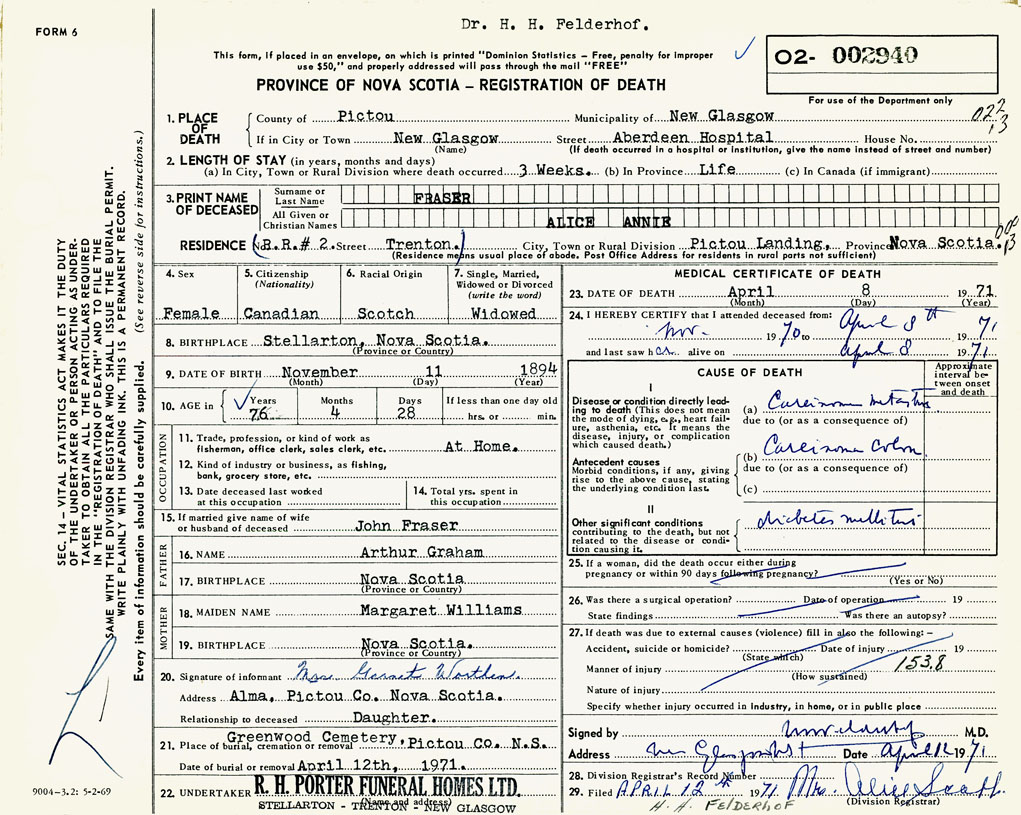 Dr. H. H. Felderhof.
FORM 6
This form, if placed in an envelope, on which is printed "Dominion Statistics – Free, penalty for improper
use $50," and properly addressed will pass through the mail "FREE"
PROVINCE OF NOVA SCOTIA – REGISTRATION OF DEATH
02- 002940
For use of the Department only
1. PLACE OF DEATH
County of Pictou Municipality of New Glasgow
If in City or Town New Glasgow Street Aberdeen Hospital House No.
(Name) (If death occurred in a hospital or institution, give the name instead of street and number)
2. LENGTH OF STAY (in years, months and days)
(a) In City, Town or Rural Division where death occurred 3 Weeks. (b) In Province Life (c) In Canada (if immigrant)
3. PRINT NAME OF DECEASED
Surname or Last Name FRASER
All Given or Christian Names ALICE ANNIE
RESIDENCE (No. R.R.# 2. Street Trenton.) City, Town or Rural Division Pictou Landing, Province Nova Scotia.
(Residence means usual place of abode. Post Office Address for residents in rural parts not sufficient)
4. Sex Female
5. Citizenship (Nationality) Canadian
6. Racial Origin Scotch
7. Single, Married, Widowed or Divorced (write the word) Widowed
8. BIRTHPLACE Stellarton, Nova Scotia.
(Province or Country)
9. DATE OF BIRTH November 11 1894
(Month) (Day) (Year)
10. AGE in Years 76 Months 4 Days 28 If less than one day old hrs. or min.
OCCUPATION
11. Trade, profession, or kind of work as fisherman, office clerk, sales clerk, etc. At Home.
12. Kind of industry or business, as fishing, bank, grocery store, etc.
13. Date deceased last worked at this occupation
14. Total yrs. spent in this occupation
15. If married give name of wife or husband of deceased John Fraser
FATHER
16. NAME Arthur Graham
17. BIRTHPLACE Nova Scotia
(Province or Country)
MOTHER
18. MAIDEN NAME Margaret Williams
19. BIRTHPLACE Nova Scotia.
(Province or Country)
20. Signature of informant Mrs. Garnet Worthen.
Address Alma, Pictou Co. Nova Scotia.
Relationship to deceased Daughter.
21. Place of burial, cremation or removal Greenwood Cemetery, Pictou Co. N.S.
Date of burial or removal April 12th, 1971.
22. UNDERTAKER R. H. PORTER FUNERAL HOMES LTD.
(Name and address)
STELLARTON - TRENTON - NEW GLASGOW
MEDICAL CERTIFICATE OF DEATH
23. DATE OF DEATH April 8 1971
(Month) (Day) (Year)
24. I HEREBY CERTIFY that I attended deceased from:
Nov. 1970 to April 8th 1971
and last saw her alive on April 8 1971
CAUSE OF DEATH
Approximate interval between onset and death
I
Disease or condition directly leading to death (This does not mean the mode of dying, e.g., heart failure, asthenia, etc. It means the disease, injury, or complication which caused death.)
(a) Carcinoma
due to (or as a consequence of)
Antecedent causes
Morbid conditions, if any, giving rise to the above cause, stating the underlying condition last.
(b) Carcinoma Colon
due to (or as a consequence of)
(c)
II
Other significant conditions contributing to the death, but not related to the disease or condition causing it.
diabetes mellitus
25. If a woman, did the death occur either during
pregnancy or within 90 days following pregnancy?
(Yes or No)
26. Was there a surgical operation? Date of operation 19
State findings Was there an autopsy?
27. If death was due to external causes (violence) fill in also the following:–
Accident, suicide or homicide? Date of injury 19
(State which)
Manner of injury 153.8
(How sustained)
Nature of injury
Specify whether injury occurred in industry, in home, or in public place
Signed by M.D.
Address Date April 12 1971
28. Division Registrar's Record Number
29. Filed APRIL 12th 1971 Mrs. Alice Scott.
H. H. FELDERHOF (Division Registrar)
SEC. 14 – VITAL STATISTICS ACT MAKES IT THE DUTY
OF THE UNDERTAKER OR PERSON ACTING AS UNDER-
TAKER TO OBTAIN ALL THE PARTICULARS REQUIRED
IN THE "REGISTRATION OF DEATH" AND TO FILE THE
SAME WITH THE DIVISION REGISTRAR WHO SHALL ISSUE THE BURIAL PERMIT.
WRITE PLAINLY WITH UNFADING INK. THIS IS A PERMANENT RECORD.
Every item of information should be carefully supplied. (See reverse side for instructions.)
9004-3.2: 5-2-69